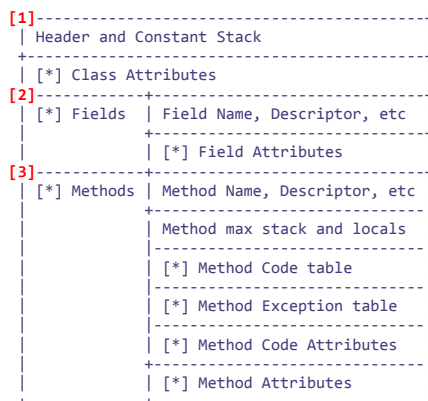 [1]-------------------------------------------
| Header and Constant Stack
+-------------------------------------------
| [*] Class Attributes
[2]------------+------------------------------
| [*] Fields | Field Name, Descriptor, etc
| +------------------------------
| | [*] Field Attributes
[3]------------+------------------------------
| [*] Methods | Method Name, Descriptor, etc
| +------------------------------
| | Method max stack and locals
| |------------------------------
| | [*] Method Code table
| |------------------------------
| | [*] Method Exception table
| |------------------------------
| | [*] Method Code Attributes
| +------------------------------
| | [*] Method Attributes